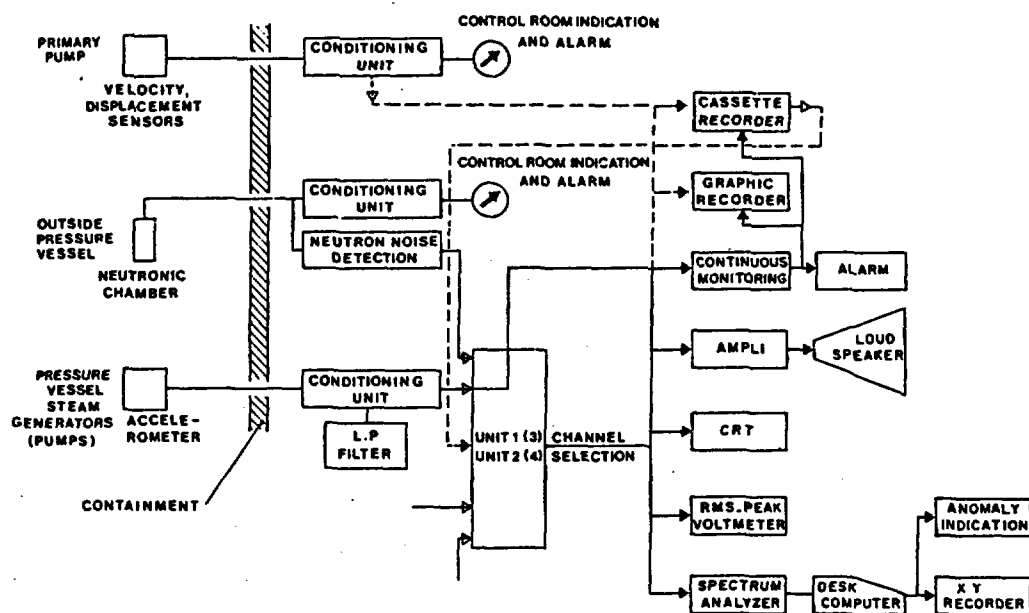 CONTROL ROOM INDICATION
AND ALARM
PRIMARY
PUMP
CONDITIONING
UNIT
VELOCITY,
DISPLACEMENT
SENSORS
CASSETTE
RECORDER
CONTROL ROOM INDICATION
AND ALARM
CONDITIONING
UNIT
GRAPHIC
RECORDER
OUTSIDE
PRESSURE
VESSEL
NEUTRONIC
CHAMBER
NEUTRON NOISE
DETECTION
CONTINUOUS
MONITORING
ALARM
AMPLI
LOUD
SPEAKER
PRESSURE
VESSEL
STEAM
GENERATORS
(PUMPS)
ACCELE-
ROMETER
CONDITIONING
UNIT
L.P
FILTER
UNIT 1 (3)
UNIT 2 (4)
CHANNEL
SELECTION
CRT
CONTAINMENT
RMS-PEAK
VOLTMETER
ANOMALY
INDICATION
SPECTRUM
ANALYZER
DESK
COMPUTER
X Y
RECORDER